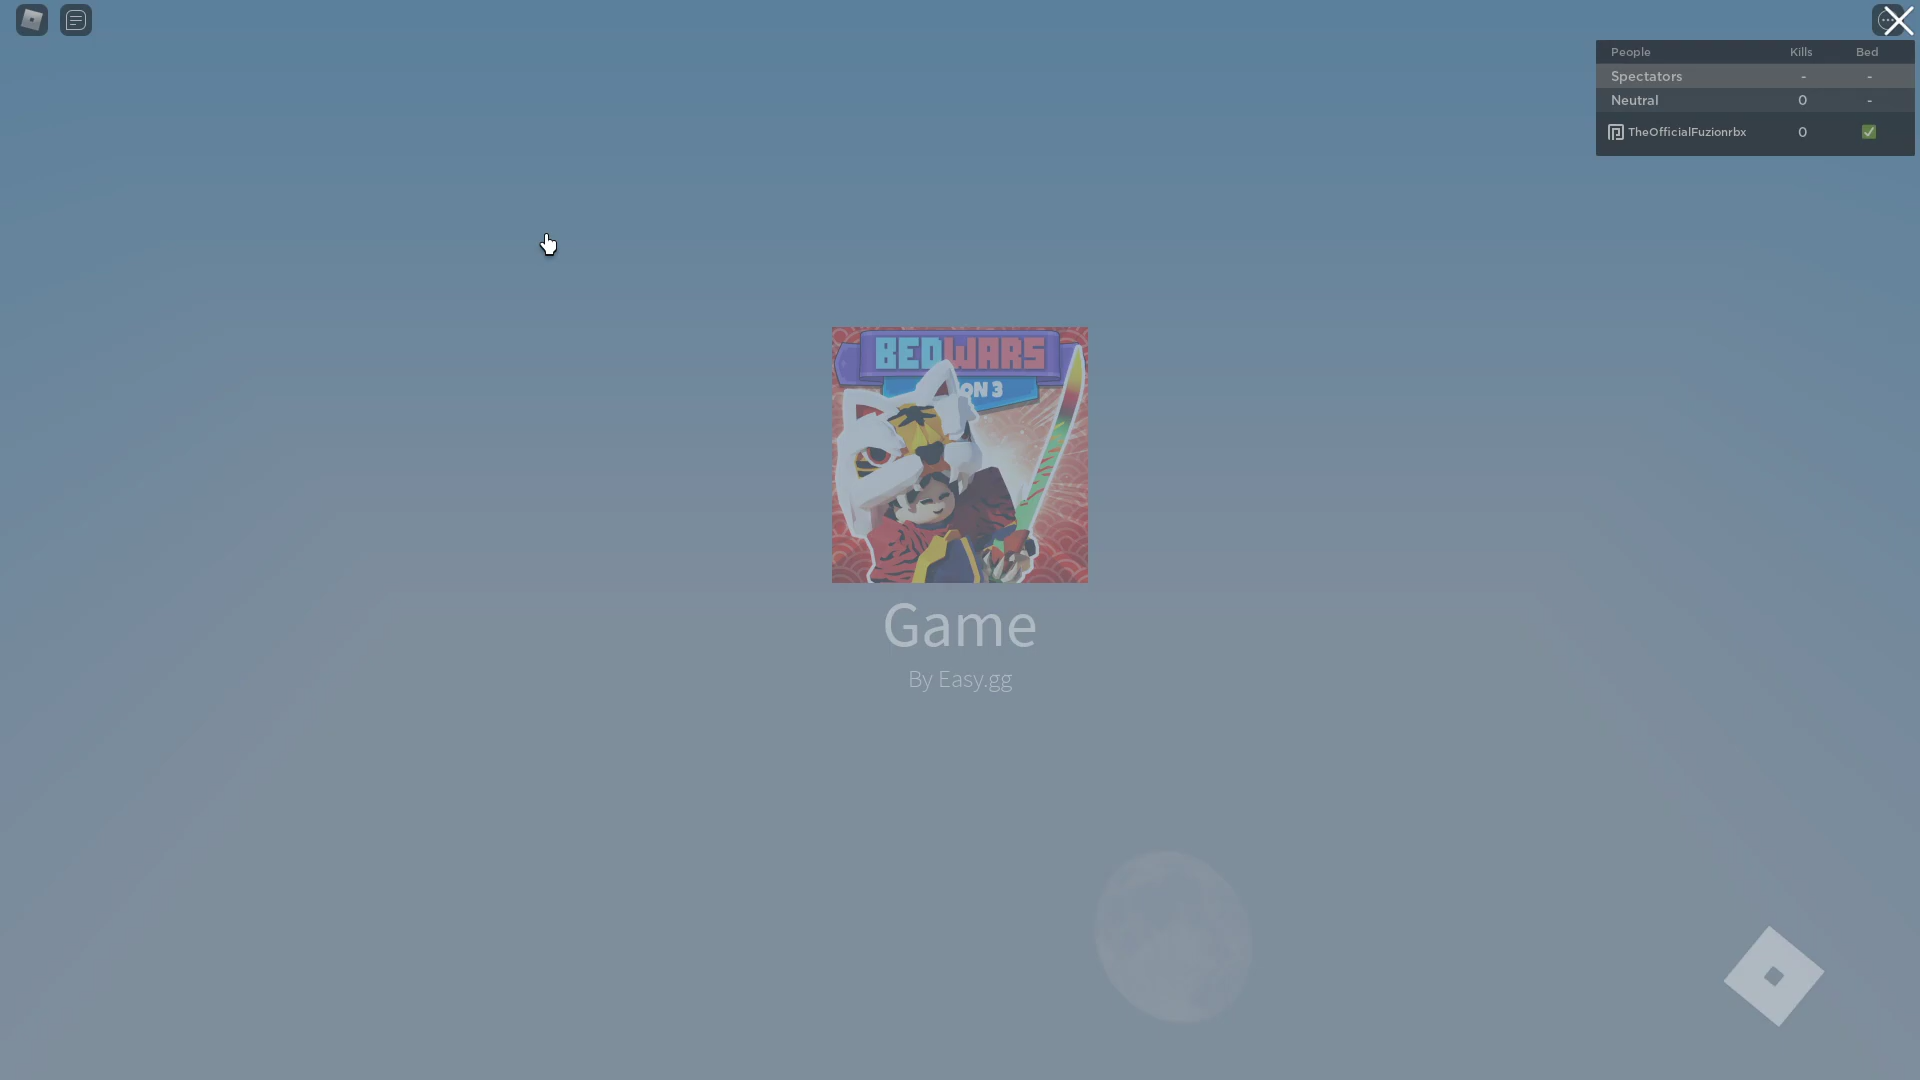 People Kills Bed
Spectators - -
Neutral 0 -
TheOfficialFuzionrbx 0
BEDWARS
ON 3
Game
By Easy.gg